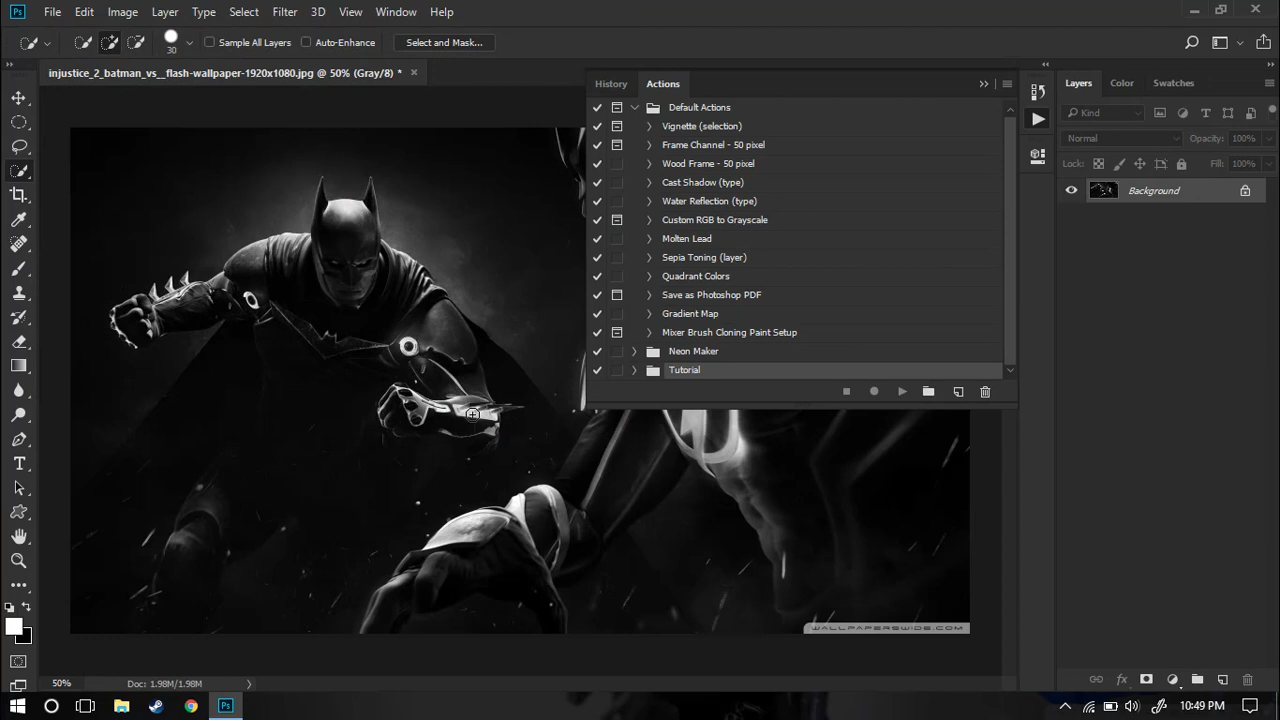 Ps File Edit Image Layer Type Select Filter 3D View Window Help
30 Sample All Layers Auto-Enhance Select and Mask...
injustice_2_batman_vs__flash-wallpaper-1920x1080.jpg @ 50% (Gray/8) *
History Actions
Default Actions
Vignette (selection)
Frame Channel - 50 pixel
Wood Frame - 50 pixel
Cast Shadow (type)
Water Reflection (type)
Custom RGB to Grayscale
Molten Lead
Sepia Toning (layer)
Quadrant Colors
Save as Photoshop PDF
Gradient Map
Mixer Brush Cloning Paint Setup
Neon Maker
Tutorial
Layers Color Swatches
Kind
Normal Opacity: 100%
Lock: Fill: 100%
Background
WALLPAPERSWIDE.COM
50% Doc: 1.98M/1.98M
Ps 10:49 PM